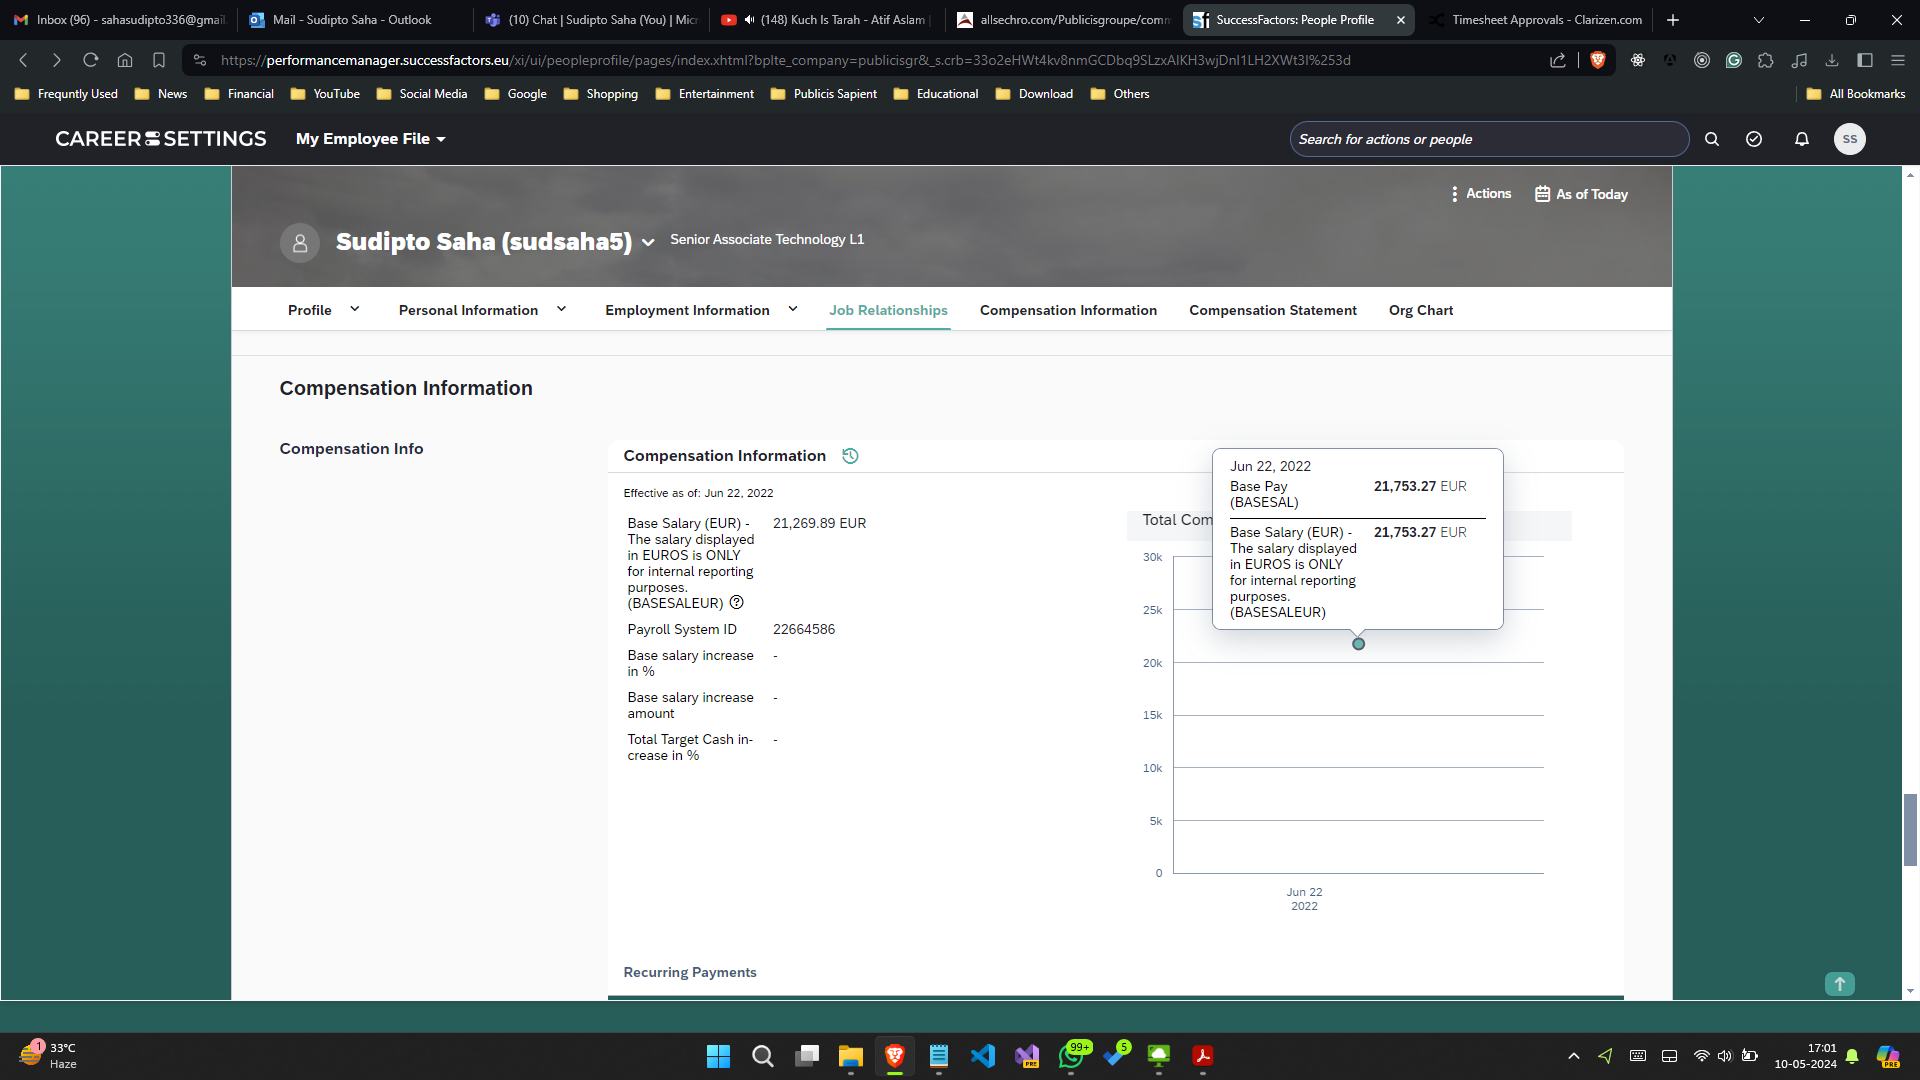 Inbox (96) - sahasudipto336@gmail.
Mail - Sudipto Saha - Outlook
(10) Chat | Sudipto Saha (You) | Micr
(148) Kuch Is Tarah - Atif Aslam |
allsechro.com/Publicisgroupe/comm
SuccessFactors: People Profile
Timesheet Approvals - Clarizen.com
https://performancemanager.successfactors.eu/xi/ui/peopleprofile/pages/index.xhtml?bplte_company=publicisgr&_s.crb=33o2eHWt4kv8nmGCDbq9SLzxAIKH3wjDnI1LH2XWt3I%253d
Frequntly Used
News
Financial
YouTube
Social Media
Google
Shopping
Entertainment
Publicis Sapient
Educational
Download
Others
All Bookmarks
CAREER SETTINGS
My Employee File
Search for actions or people
SS
Actions
As of Today
Sudipto Saha (sudsaha5)
Senior Associate Technology L1
Profile
Personal Information
Employment Information
Job Relationships
Compensation Information
Compensation Statement
Org Chart
Compensation Information
Compensation Info
Compensation Information
Effective as of: Jun 22, 2022
Base Salary (EUR) -
The salary displayed
in EUROS is ONLY
for internal reporting
purposes.
(BASESALEUR)
21,269.89 EUR
Payroll System ID
22664586
Base salary increase
in %
-
Base salary increase
amount
-
Total Target Cash in-
crease in %
-
Total Com
Jun 22, 2022
Base Pay
(BASESAL)
21,753.27 EUR
Base Salary (EUR) -
The salary displayed
in EUROS is ONLY
for internal reporting
purposes.
(BASESALEUR)
21,753.27 EUR
30k
25k
20k
15k
10k
5k
0
Jun 22
2022
Recurring Payments
1
33°C
Haze
PRE
99+
5
17:01
10-05-2024
PRE